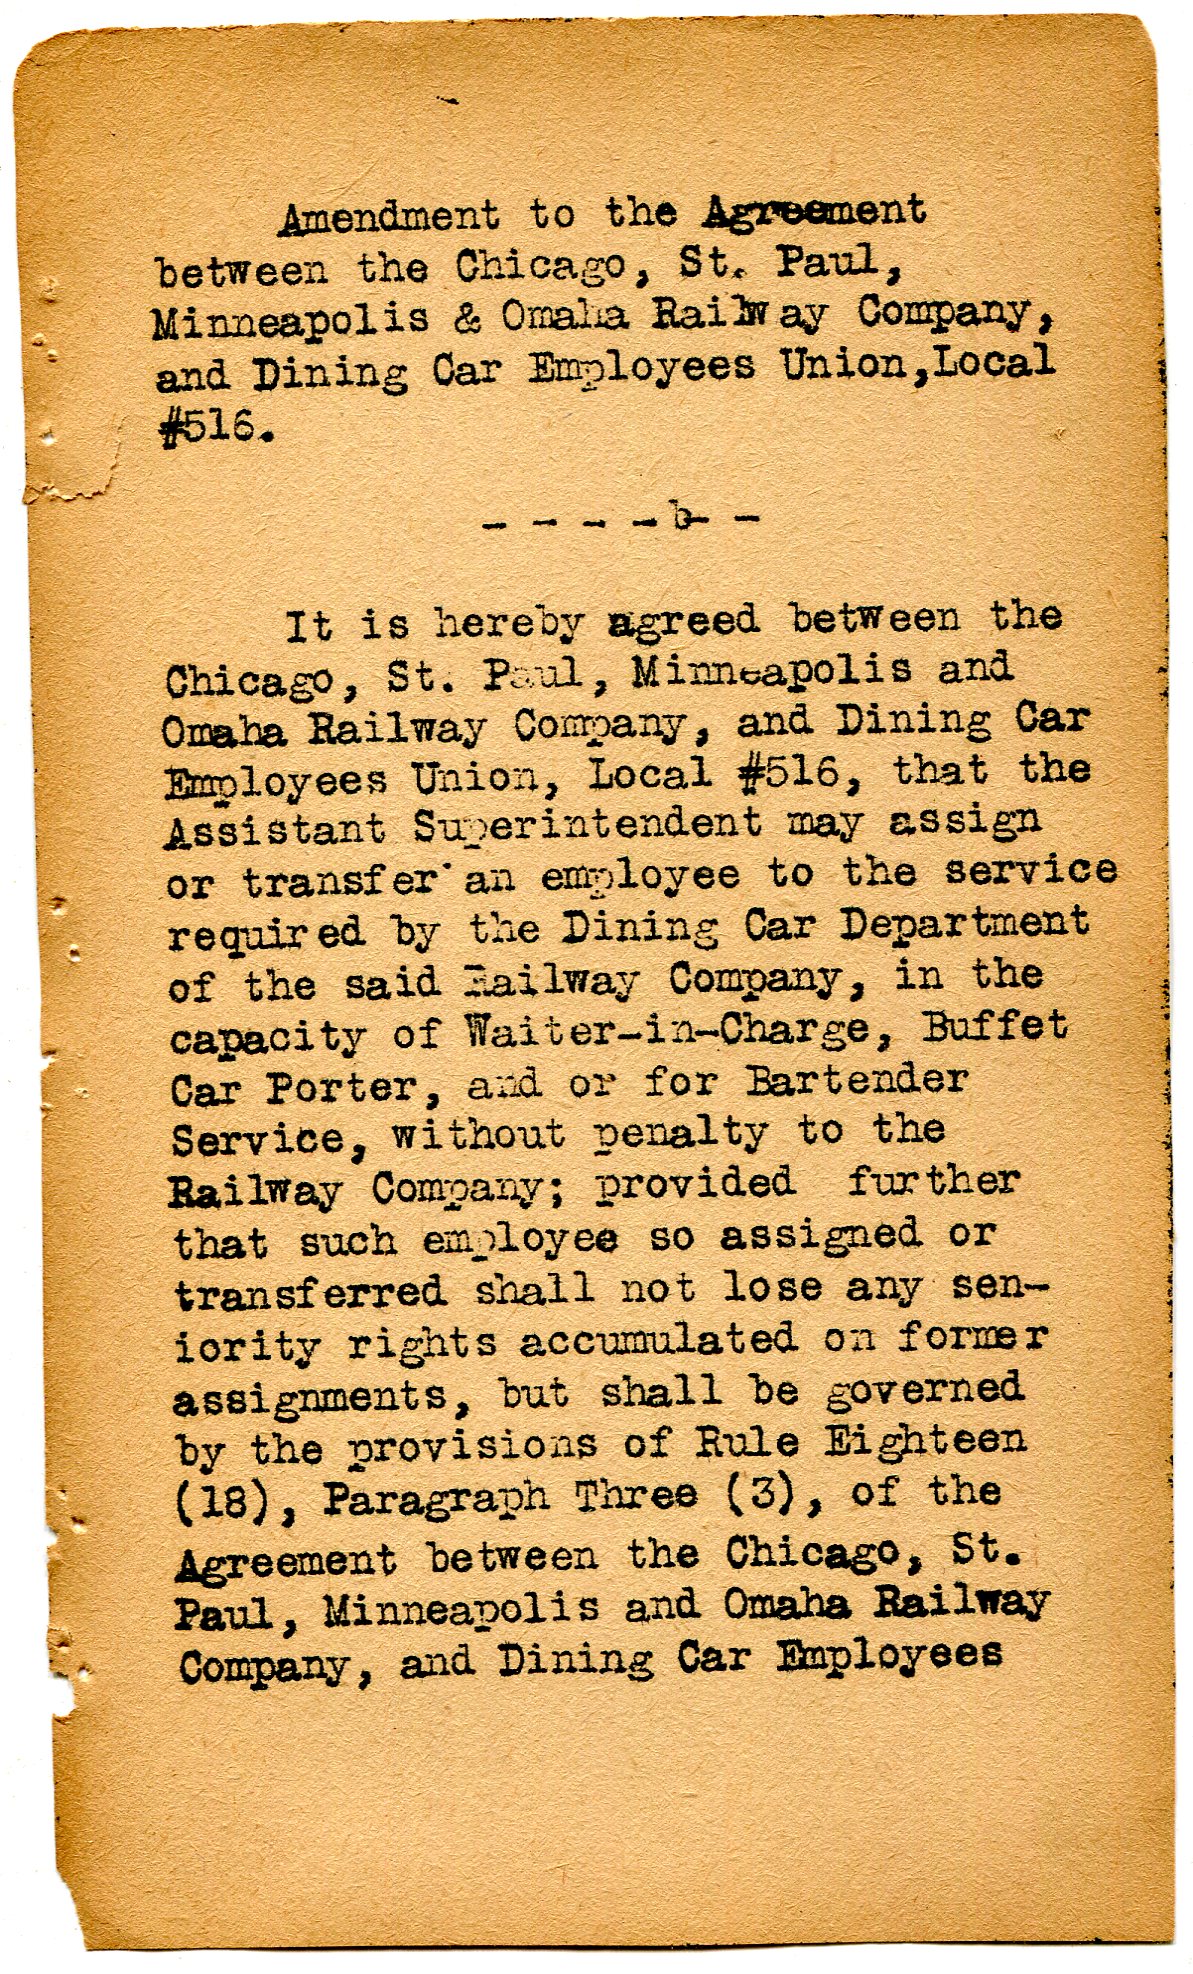 Amendment to the Agreement
between the Chicago, St. Paul,
Minneapolis & Omaha Railway Company,
and Dining Car Employees Union,Local
#516.
- - - - b- -
It is hereby agreed between the
Chicago, St. Paul, Minneapolis and
Omaha Railway Company, and Dining Car
Employees Union, Local #516, that the
Assistant Superintendent may assign
or transfer an employee to the service
required by the Dining Car Department
of the said Railway Company, in the
capacity of Waiter-in-Charge, Buffet
Car Porter, and or for Bartender
Service, without penalty to the
Railway Company; provided further
that such employee so assigned or
transferred shall not lose any sen-
iority rights accumulated on former
assignments, but shall be governed
by the provisions of Rule Eighteen
(18), Paragraph Three (3), of the
Agreement between the Chicago, St.
Paul, Minneapolis and Omaha Railway
Company, and Dining Car Employees